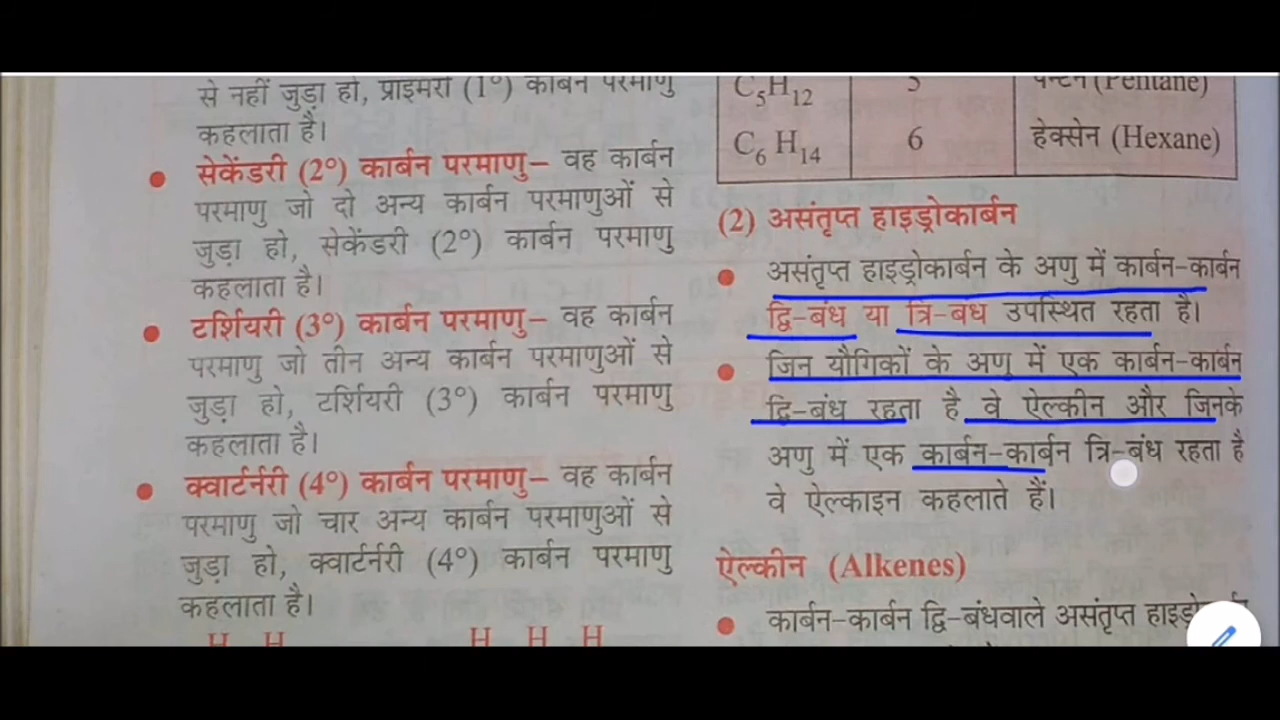 से नहीं जुड़ा हो, प्राइमरी (1°) कार्बन परमाणु
कहलाता है।
सेकेंडरी (2°) कार्बन परमाणु– वह कार्बन
परमाणु जो दो अन्य कार्बन परमाणुओं से
जुड़ा हो, सेकेंडरी (2°) कार्बन परमाणु
कहलाता है।
टर्शियरी (3°) कार्बन परमाणु– वह कार्बन
परमाणु जो तीन अन्य कार्बन परमाणुओं से
जुड़ा हो, टर्शियरी (3°) कार्बन परमाणु
कहलाता है।
क्वार्टर्नरी (4°) कार्बन परमाणु– वह कार्बन
परमाणु जो चार अन्य कार्बन परमाणुओं से
जुड़ा हो, क्वार्टर्नरी (4°) कार्बन परमाणु
कहलाता है।
H H H H H
C₅H₁₂ 5 पेन्टेन (Pentane)
C₆ H₁₄ 6 हेक्सेन (Hexane)
(2) असंतृप्त हाइड्रोकार्बन
असंतृप्त हाइड्रोकार्बन के अणु में कार्बन-कार्बन
द्वि-बंध या त्रि-बंध उपस्थित रहता है।
जिन यौगिकों के अणु में एक कार्बन-कार्बन
द्वि-बंध रहता है वे ऐल्कीन और जिनके
अणु में एक कार्बन-कार्बन त्रि-बंध रहता है
वे ऐल्काइन कहलाते हैं।
ऐल्कीन (Alkenes)
कार्बन-कार्बन द्वि-बंधवाले असंतृप्त